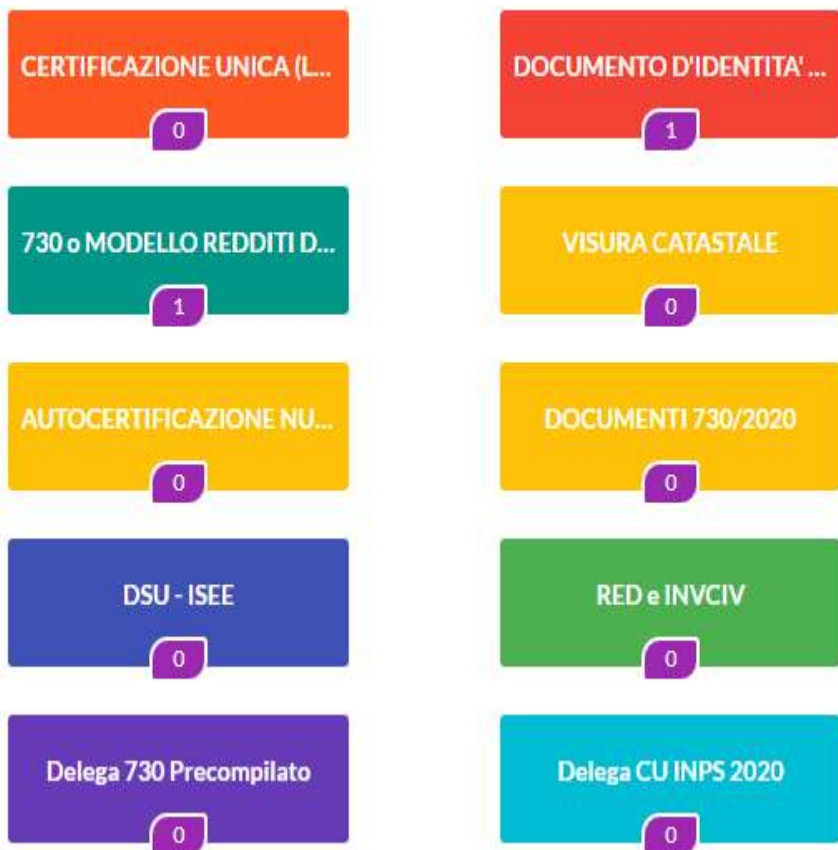 CERTIFICAZIONE UNICA (L...
0
DOCUMENTO D'IDENTITA' ...
1
730 o MODELLO REDDITI D...
1
VISURA CATASTALE
0
AUTOCERTIFICAZIONE NU...
0
DOCUMENTI 730/2020
0
DSU - ISEE
0
RED e INVCIV
0
Delega 730 Precompilato
0
Delega CU INPS 2020
0